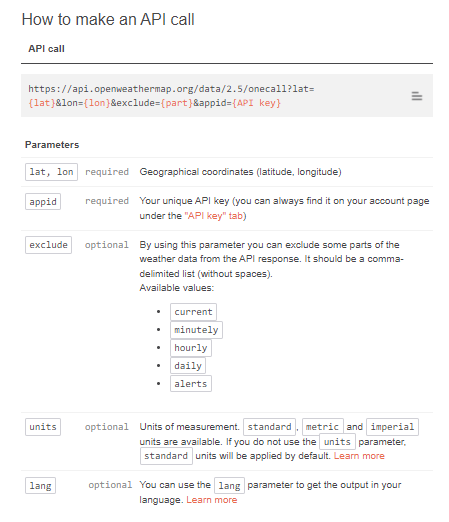 How to make an API call
API call
https://api.openweathermap.org/data/2.5/onecall?lat=
{lat}&lon={lon}&exclude={part}&appid={API key}
Parameters
lat, lon required Geographical coordinates (latitude, longitude)
appid required Your unique API key (you can always find it on your account page
under the "API key" tab)
exclude optional By using this parameter you can exclude some parts of the
weather data from the API response. It should be a comma-
delimited list (without spaces).
Available values:
• current
• minutely
• hourly
• daily
• alerts
units optional Units of measurement. standard, metric and imperial
units are available. If you do not use the units parameter,
standard units will be applied by default. Learn more
lang optional You can use the lang parameter to get the output in your
language. Learn more